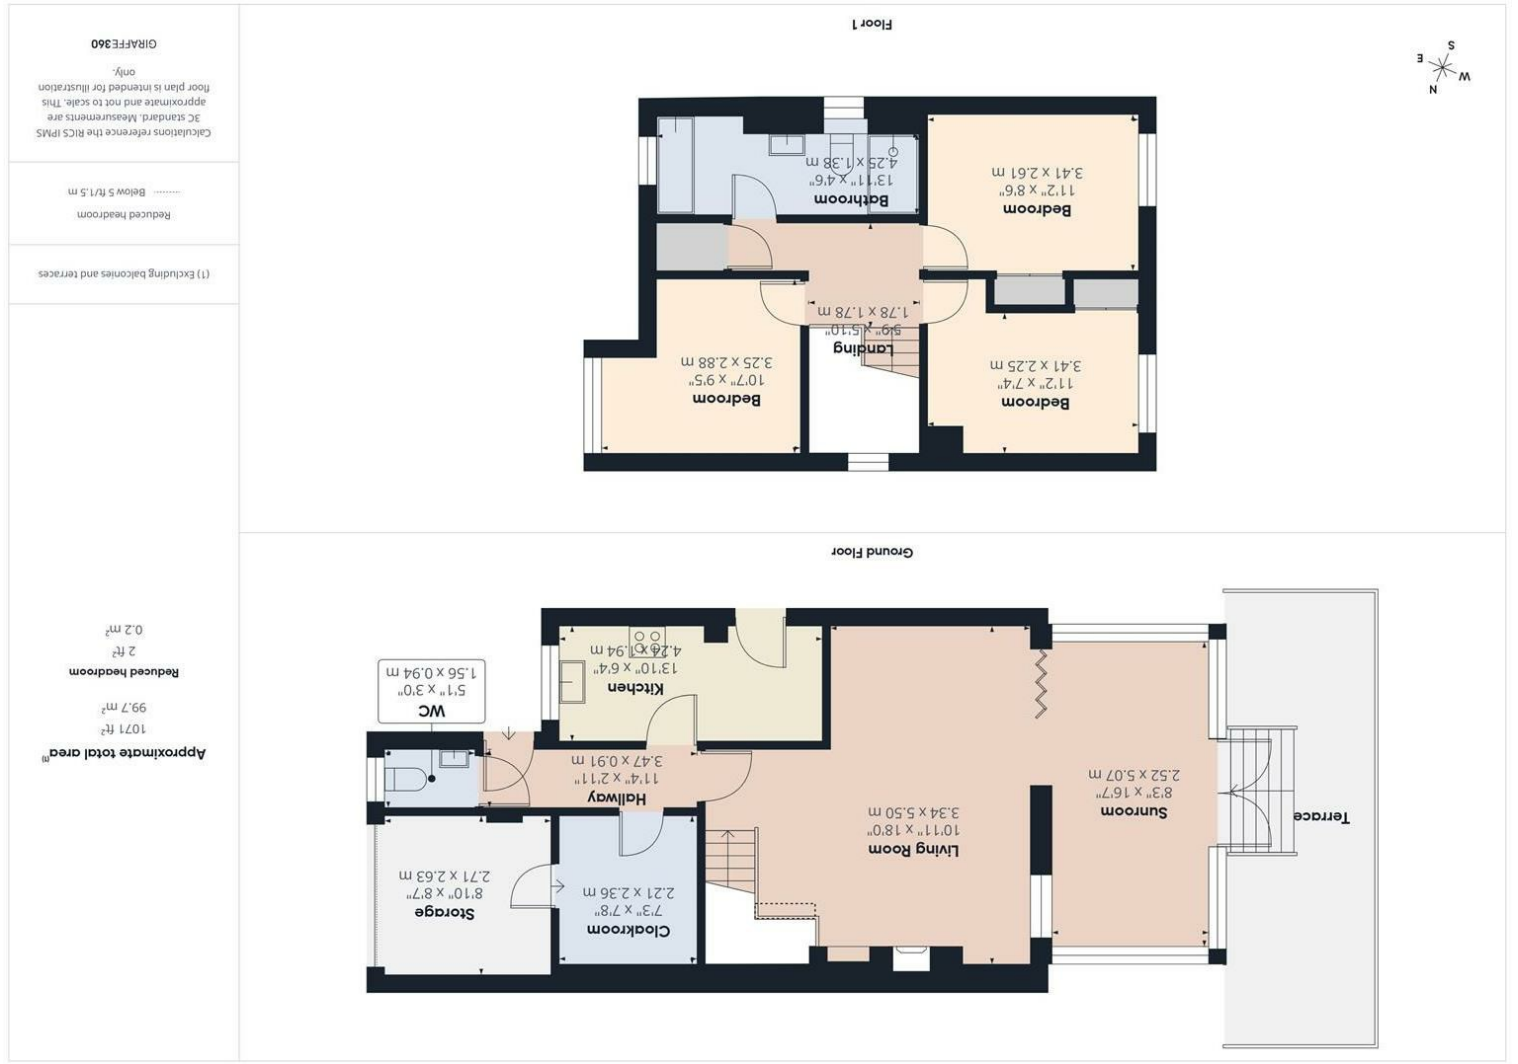 Ground Floor
Terrace
Sunroom
8'3" x 16'7"
2.52 x 5.07 m
Living Room
10'11" x 18'0"
3.34 x 5.50 m
Cloakroom
7'3" x 7'8"
2.21 x 2.36 m
Storage
8'10" x 8'7"
2.71 x 2.63 m
Hallway
11'4" x 2'11"
3.47 x 0.91 m
Kitchen
13'10" x 6'4"
4.24 x 1.94 m
WC
5'1" x 3'0"
1.56 x 0.94 m
Floor 1
Bedroom
11'2" x 7'4"
3.41 x 2.25 m
Bedroom
10'7" x 9'5"
3.25 x 2.88 m
Landing
5'9" x 5'10"
1.78 x 1.78 m
Bedroom
11'2" x 8'6"
3.41 x 2.61 m
Bathroom
13'11" x 4'6"
4.25 x 1.38 m
N
W
E
S
Approximate total area(1)
1071 ft²
99.7 m²
Reduced headroom
2 ft²
0.2 m²
(1) Excluding balconies and terraces
Reduced headroom
........ Below 5 ft/1.5 m
Calculations reference the RICS IPMS
3C standard. Measurements are
approximate and not to scale. This
floor plan is intended for illustration
only.
GIRAFFE360